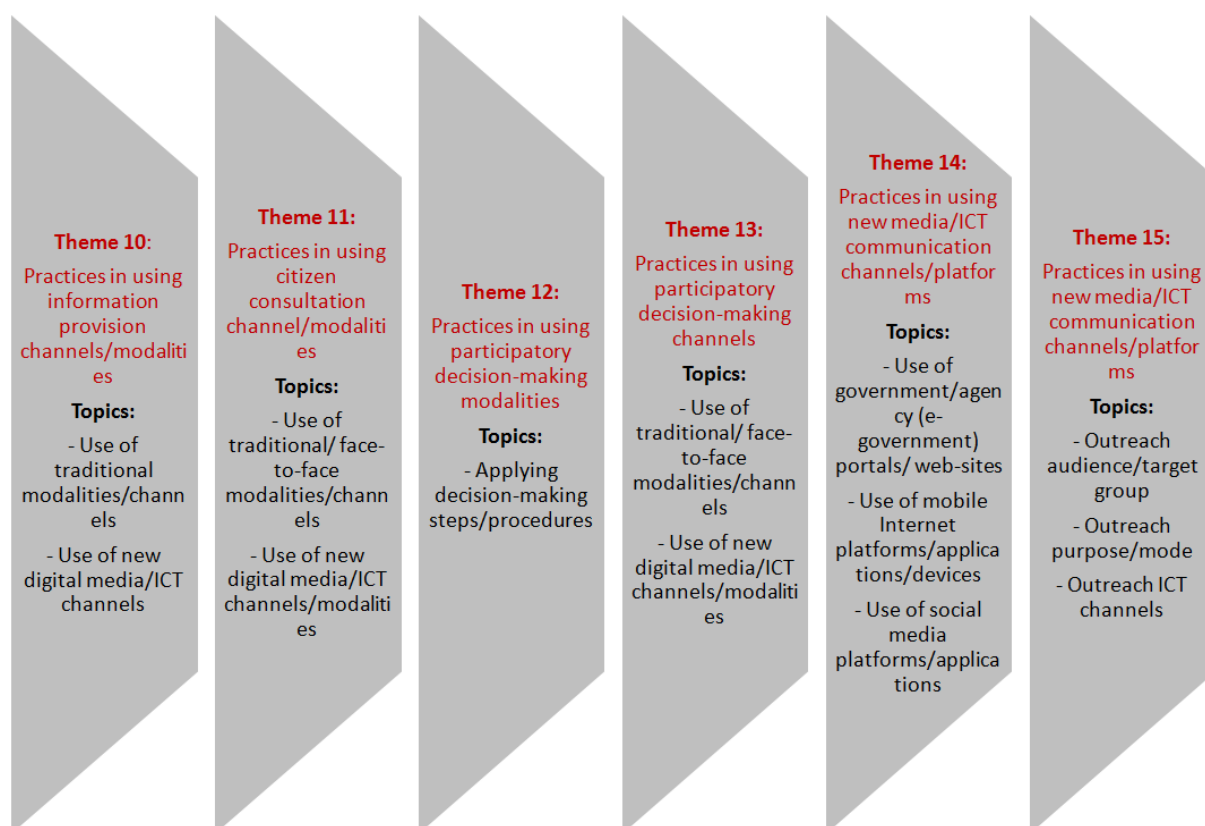 Theme 10:
Practices in using
information
provision
channels/modaliti
es
Topics:
- Use of
traditional
modalities/chann
els
- Use of new
digital media/ICT
channels
Theme 11:
Practices in using
citizen
consultation
channel/modaliti
es
Topics:
- Use of
traditional/ face-
to-face
modalities/chann
els
- Use of new
digital media/ICT
channels/modaliti
es
Theme 12:
Practices in using
participatory
decision-making
modalities
Topics:
- Applying
decision-making
steps/procedures
Theme 13:
Practices in using
participatory
decision-making
channels
Topics:
- Use of
traditional/ face-
to-face
modalities/chann
els
- Use of new
digital media/ICT
channels/modaliti
es
Theme 14:
Practices in using
new media/ICT
communication
channels/platfor
ms
Topics:
- Use of
government/agen
cy (e-
government)
portals/ web-sites
- Use of mobile
Internet
platforms/applica
tions/devices
- Use of social
media
platforms/applica
tions
Theme 15:
Practices in using
new media/ICT
communication
channels/platfor
ms
Topics:
- Outreach
audience/target
group
- Outreach
purpose/mode
- Outreach ICT
channels